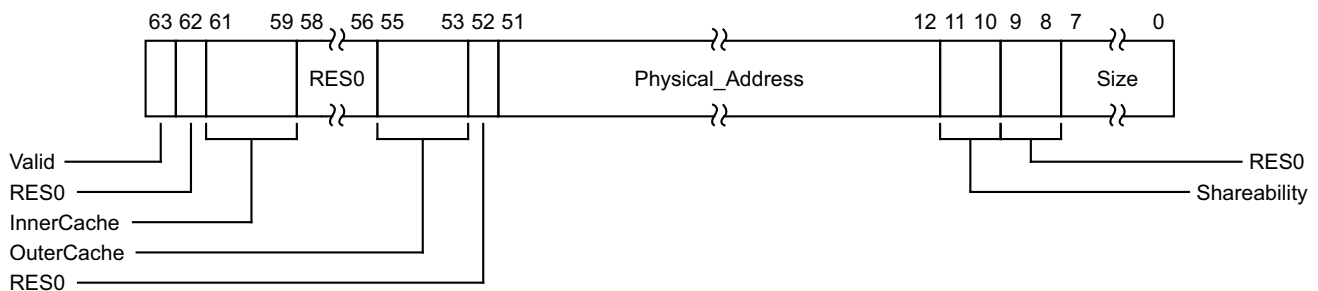 63 62 61 59 58 56 55 53 52 51 12 11 10 9 8 7 0
RES0 Physical_Address Size
Valid RES0
RES0 Shareability
InnerCache
OuterCache
RES0